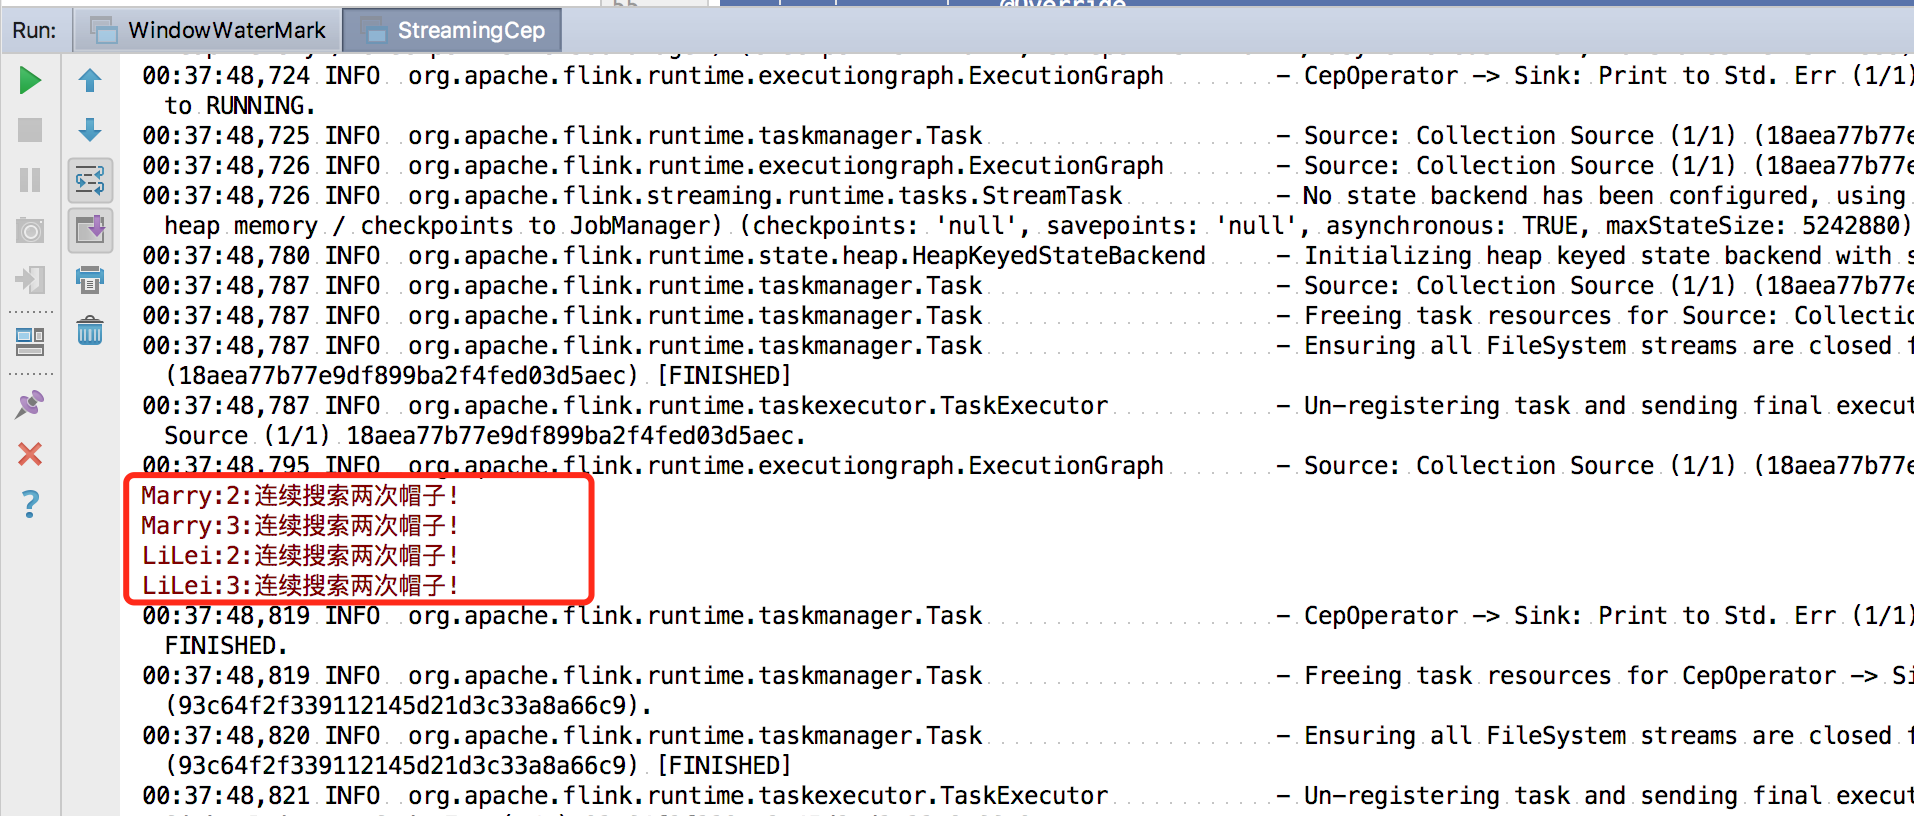 @Override
Run: WindowWaterMark StreamingCep
00:37:48,724 INFO org.apache.flink.runtime.executiongraph.ExecutionGraph - CepOperator -> Sink: Print to Std. Err (1/1)
to RUNNING.
00:37:48,725 INFO org.apache.flink.runtime.taskmanager.Task - Source: Collection Source (1/1) (18aea77b77e
00:37:48,726 INFO org.apache.flink.runtime.executiongraph.ExecutionGraph - Source: Collection Source (1/1) (18aea77b77e
00:37:48,726 INFO org.apache.flink.streaming.runtime.tasks.StreamTask - No state backend has been configured, using
heap memory / checkpoints to JobManager) (checkpoints: 'null', savepoints: 'null', asynchronous: TRUE, maxStateSize: 5242880)
00:37:48,780 INFO org.apache.flink.runtime.state.heap.HeapKeyedStateBackend - Initializing heap keyed state backend with s
00:37:48,787 INFO org.apache.flink.runtime.taskmanager.Task - Source: Collection Source (1/1) (18aea77b77e
00:37:48,787 INFO org.apache.flink.runtime.taskmanager.Task - Freeing task resources for Source: Collectio
00:37:48,787 INFO org.apache.flink.runtime.taskmanager.Task - Ensuring all FileSystem streams are closed f
(18aea77b77e9df899ba2f4fed03d5aec) [FINISHED]
00:37:48,787 INFO org.apache.flink.runtime.taskexecutor.TaskExecutor - Un-registering task and sending final execut
Source (1/1) 18aea77b77e9df899ba2f4fed03d5aec.
00:37:48,795 INFO org.apache.flink.runtime.executiongraph.ExecutionGraph - Source: Collection Source (1/1) (18aea77b77e
Marry:2:连续搜索两次帽子!
Marry:3:连续搜索两次帽子!
LiLei:2:连续搜索两次帽子!
LiLei:3:连续搜索两次帽子!
00:37:48,819 INFO org.apache.flink.runtime.taskmanager.Task - CepOperator -> Sink: Print to Std. Err (1/1)
FINISHED.
00:37:48,819 INFO org.apache.flink.runtime.taskmanager.Task - Freeing task resources for CepOperator -> Si
(93c64f2f339112145d21d3c33a8a66c9).
00:37:48,820 INFO org.apache.flink.runtime.taskmanager.Task - Ensuring all FileSystem streams are closed f
(93c64f2f339112145d21d3c33a8a66c9) [FINISHED]
00:37:48,821 INFO org.apache.flink.runtime.taskexecutor.TaskExecutor - Un-registering task and sending final execut